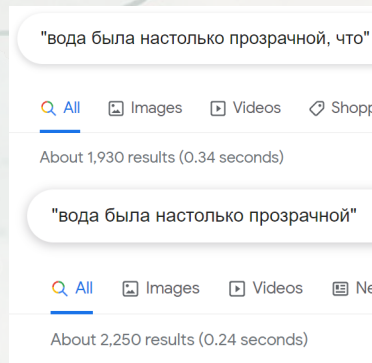 "вода была настолько прозрачной, что"
All Images Videos Shopp
About 1,930 results (0.34 seconds)
"вода была настолько прозрачной"
All Images Videos Ne
About 2,250 results (0.24 seconds)